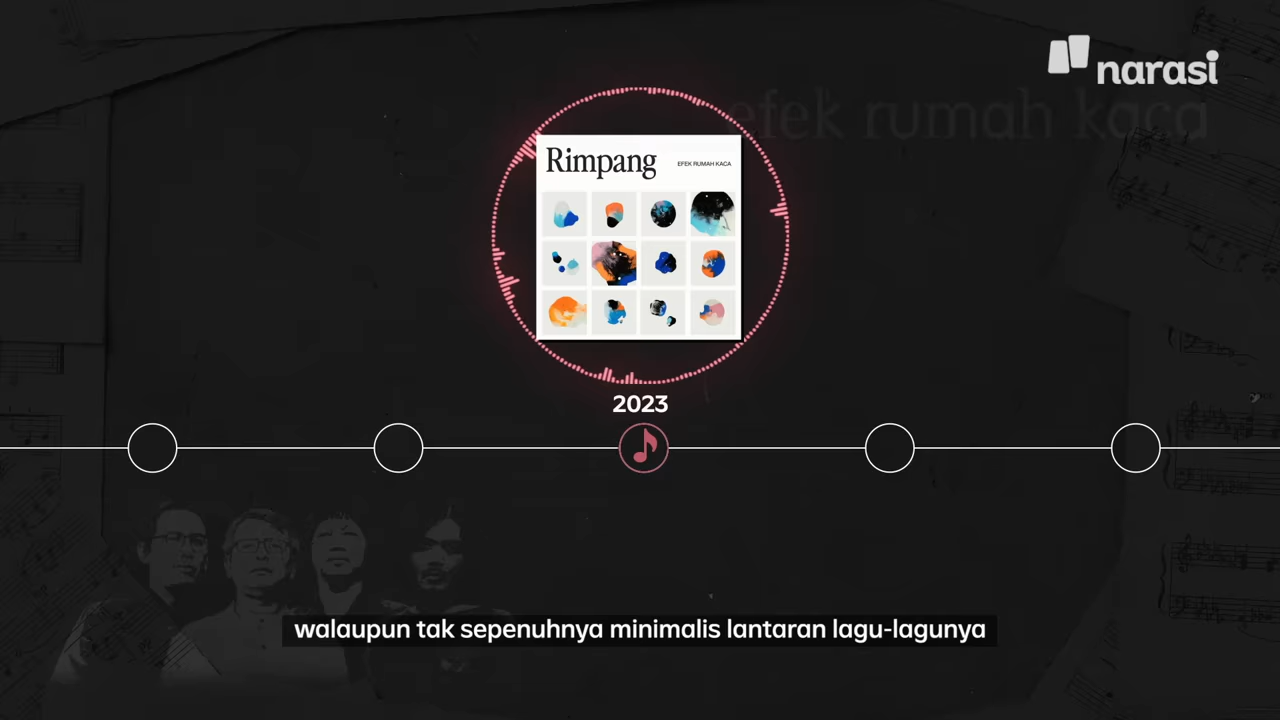 narasi
efek rumah kaca
Rimpang
EFEK RUMAH KACA
2023
walaupun tak sepenuhnya minimalis lantaran lagu-lagunya